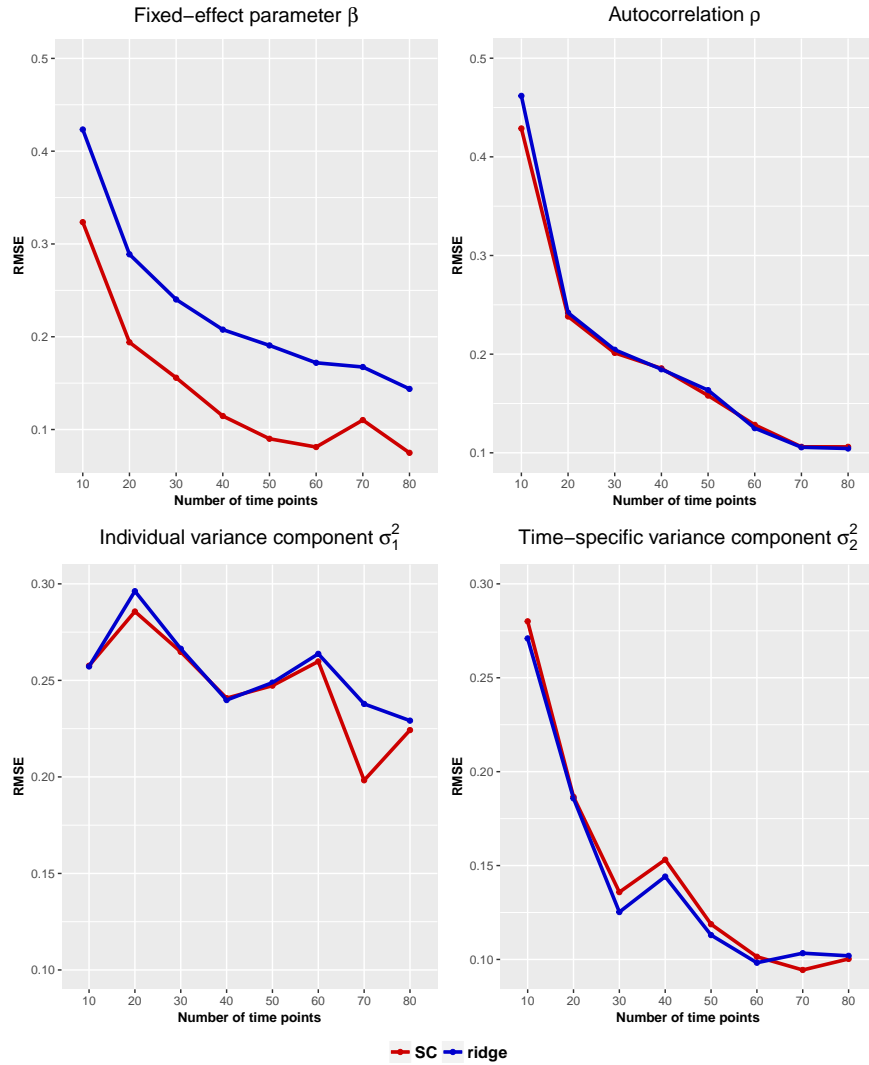 Fixed−effect parameter β
0.5
0.4
0.3
0.2
0.1
RMSE
10 20 30 40 50 60 70 80
Number of time points
Autocorrelation ρ
0.5
0.4
0.3
0.2
0.1
RMSE
10 20 30 40 50 60 70 80
Number of time points
Individual variance component σ₁²
0.30
0.25
0.20
0.15
0.10
RMSE
10 20 30 40 50 60 70 80
Number of time points
Time−specific variance component σ₂²
0.30
0.25
0.20
0.15
0.10
RMSE
10 20 30 40 50 60 70 80
Number of time points
SC ridge